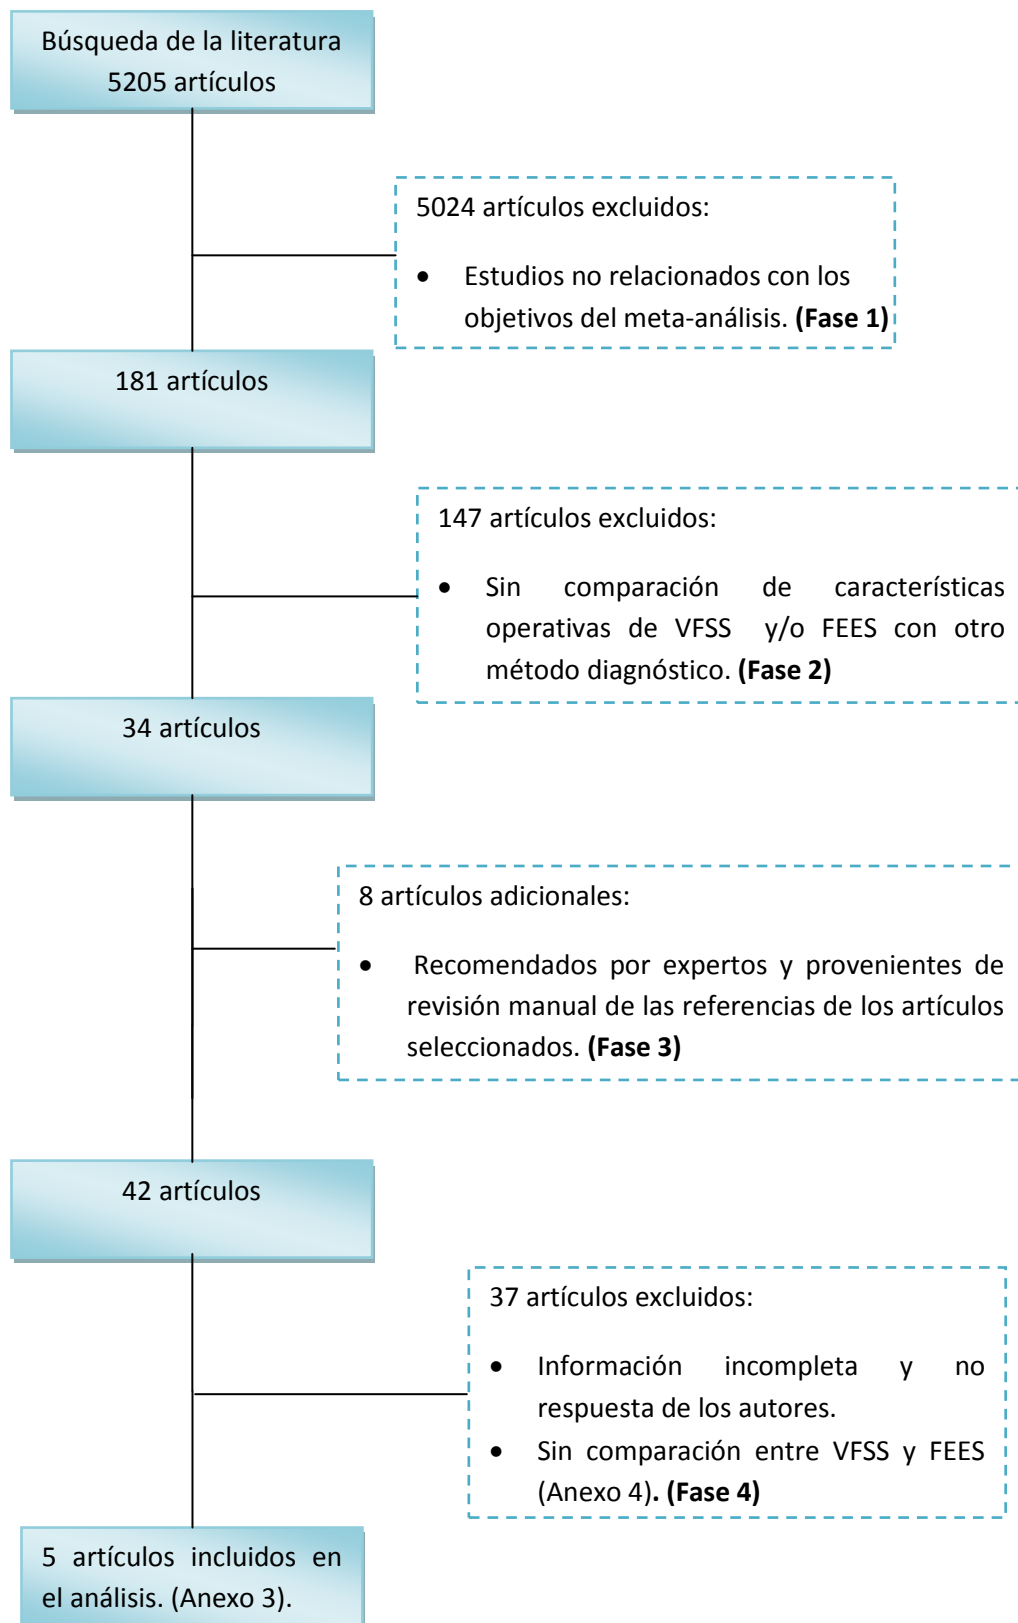 Búsqueda de la literatura
5205 artículos
5024 artículos excluidos:
• Estudios no relacionados con los
objetivos del meta-análisis. (Fase 1)
181 artículos
147 artículos excluidos:
• Sin comparación de características
operativas de VFSS y/o FEES con otro
método diagnóstico. (Fase 2)
34 artículos
8 artículos adicionales:
• Recomendados por expertos y provenientes de
revisión manual de las referencias de los artículos
seleccionados. (Fase 3)
42 artículos
37 artículos excluidos:
• Información incompleta y no
respuesta de los autores.
• Sin comparación entre VFSS y FEES
(Anexo 4). (Fase 4)
5 artículos incluidos en
el análisis. (Anexo 3).